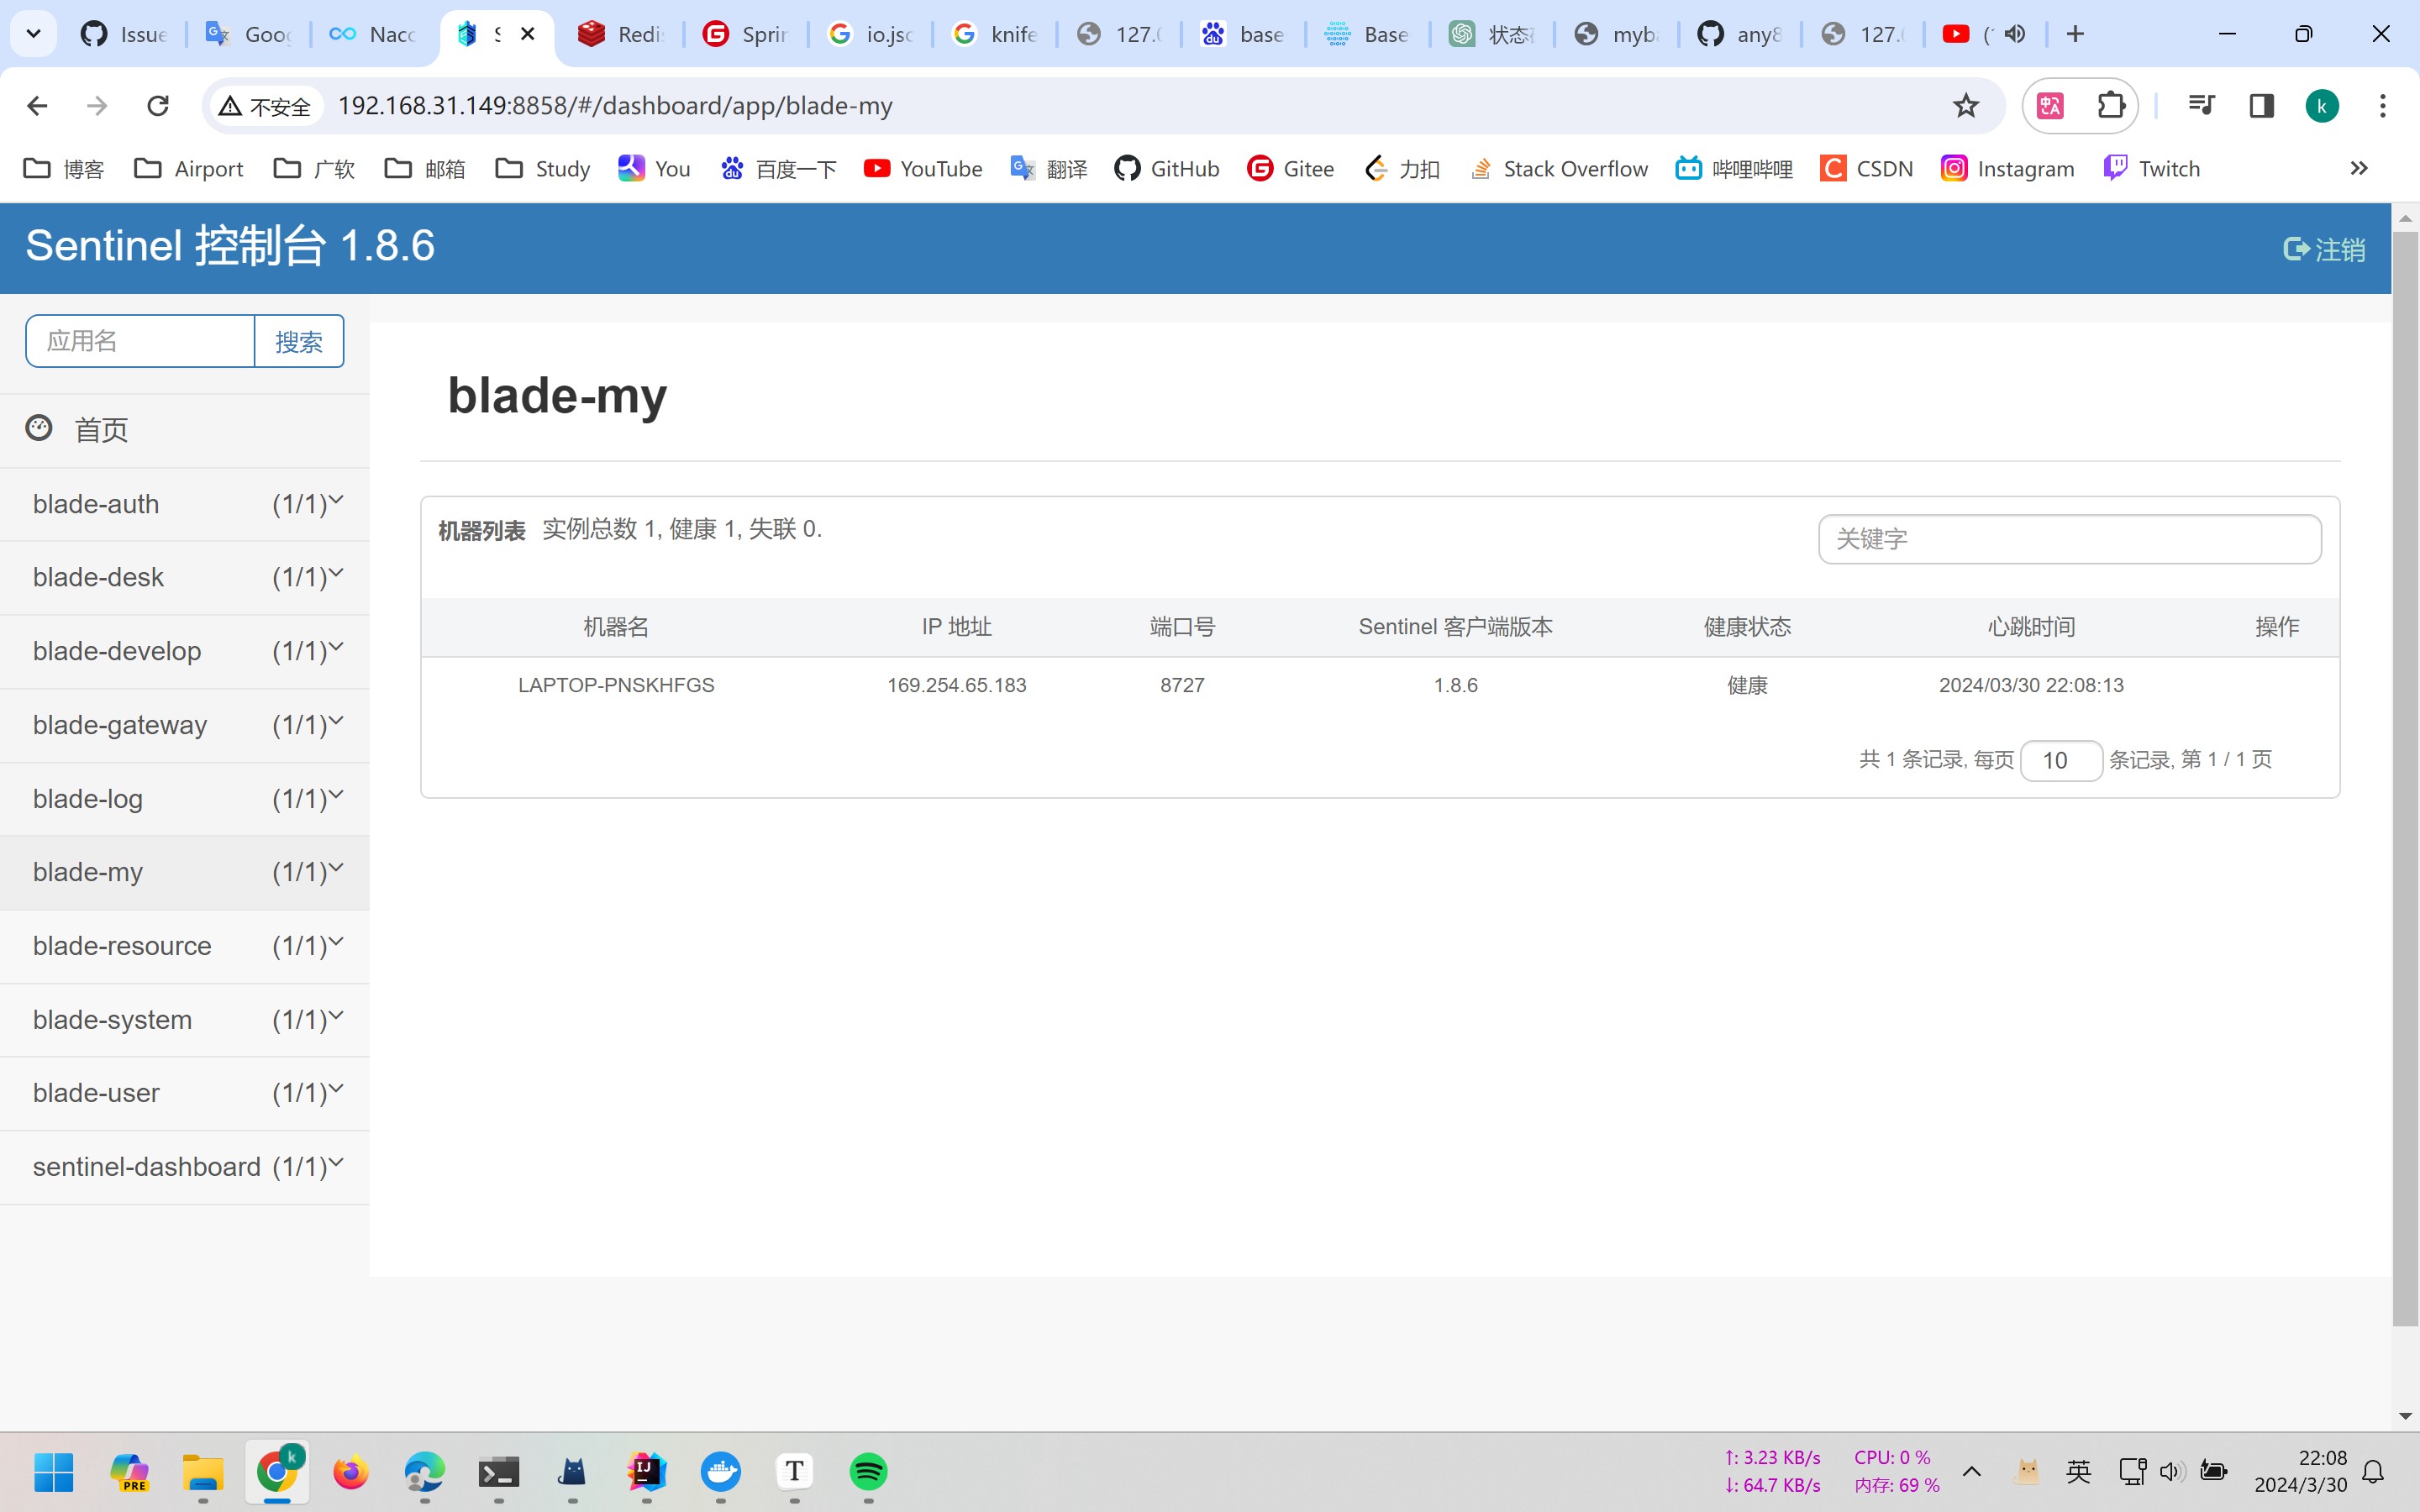 Issue
Goog
Nacc
Redi
Sprin
io.jsc
knife
127.0
base
Base
状态
myb
any8
127.0
不安全
192.168.31.149:8858/#/dashboard/app/blade-my
k
博客
Airport
广软
邮箱
Study
You
百度一下
YouTube
翻译
GitHub
Gitee
力扣
Stack Overflow
哔哩哔哩
CSDN
Instagram
Twitch
Sentinel 控制台 1.8.6
注销
应用名
搜索
首页
blade-auth (1/1)
blade-desk (1/1)
blade-develop (1/1)
blade-gateway (1/1)
blade-log (1/1)
blade-my (1/1)
blade-resource (1/1)
blade-system (1/1)
blade-user (1/1)
sentinel-dashboard (1/1)
blade-my
机器列表 实例总数 1, 健康 1, 失联 0.
关键字
机器名 IP 地址 端口号 Sentinel 客户端版本 健康状态 心跳时间 操作
LAPTOP-PNSKHFGS 169.254.65.183 8727 1.8.6 健康 2024/03/30 22:08:13
共 1 条记录, 每页 10 条记录, 第 1 / 1 页
PRE
k
IJ
T
↑: 3.23 KB/s CPU: 0 %
↓: 64.7 KB/s 内存: 69 %
英
22:08
2024/3/30